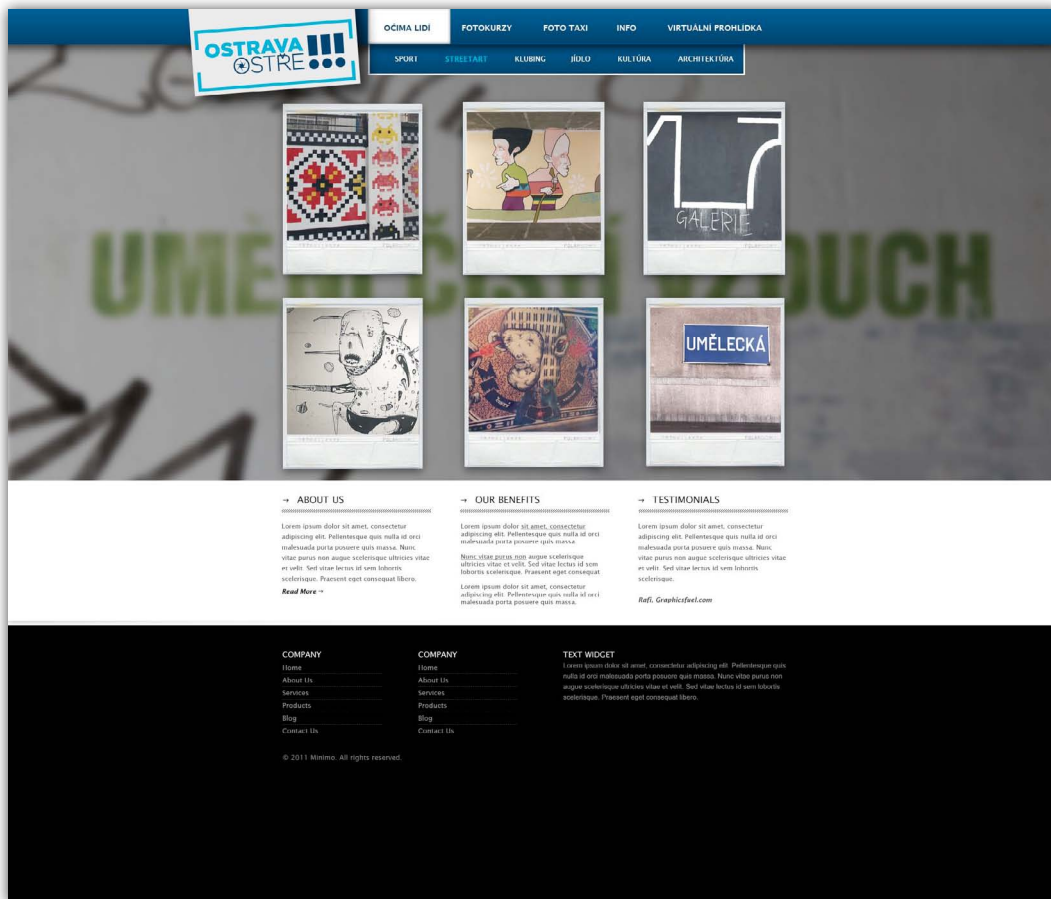 OSTRAVA!!!
OSTŘE
OČIMA LIDÍ FOTOKURZY FOTO TAXI INFO VIRTUÁLNÍ PROHLÍDKA
SPORT STREETART KLUBING JÍDLO KULTÚRA ARCHITEKTÚRA
17
GALERIE
UMĚNÍ ČISTÍ VZDUCH
UMĚLECKÁ
→ ABOUT US
Lorem ipsum dolor sit amet, consectetur
adipiscing elit. Pellentesque quis nulla id orci
malesuada porta posuere quis massa. Nunc
vitae purus non augue scelerisque ultricies vitae
et velit. Sed vitae lectus id sem lobortis
scelerisque. Praesent eget consequat libero.
Read More →
→ OUR BENEFITS
Lorem ipsum dolor sit amet, consectetur
adipiscing elit. Pellentesque quis nulla id orci
malesuada porta posuere quis massa.
Nunc vitae purus non augue scelerisque
ultricies vitae et velit. Sed vitae lectus id sem
lobortis scelerisque. Praesent eget consequat
Lorem ipsum dolor sit amet, consectetur
adipiscing elit. Pellentesque quis nulla id orci
malesuada porta posuere quis massa.
→ TESTIMONIALS
Lorem ipsum dolor sit amet, consectetur
adipiscing elit. Pellentesque quis nulla id orci
malesuada porta posuere quis massa. Nunc
vitae purus non augue scelerisque ultricies vitae
et velit. Sed vitae lectus id sem lobortis
scelerisque.
Rafi, Graphicsfuel.com
COMPANY
Home
About Us
Services
Products
Blog
Contact Us
COMPANY
Home
About Us
Services
Products
Blog
Contact Us
TEXT WIDGET
Lorem ipsum dolor sit amet, consectetur adipiscing elit. Pellentesque quis
nulla id orci malesuada porta posuere quis massa. Nunc vitae purus non
augue scelerisque ultricies vitae et velit. Sed vitae lectus id sem lobortis
scelerisque. Praesent eget consequat libero.
© 2011 Minimo. All rights reserved.